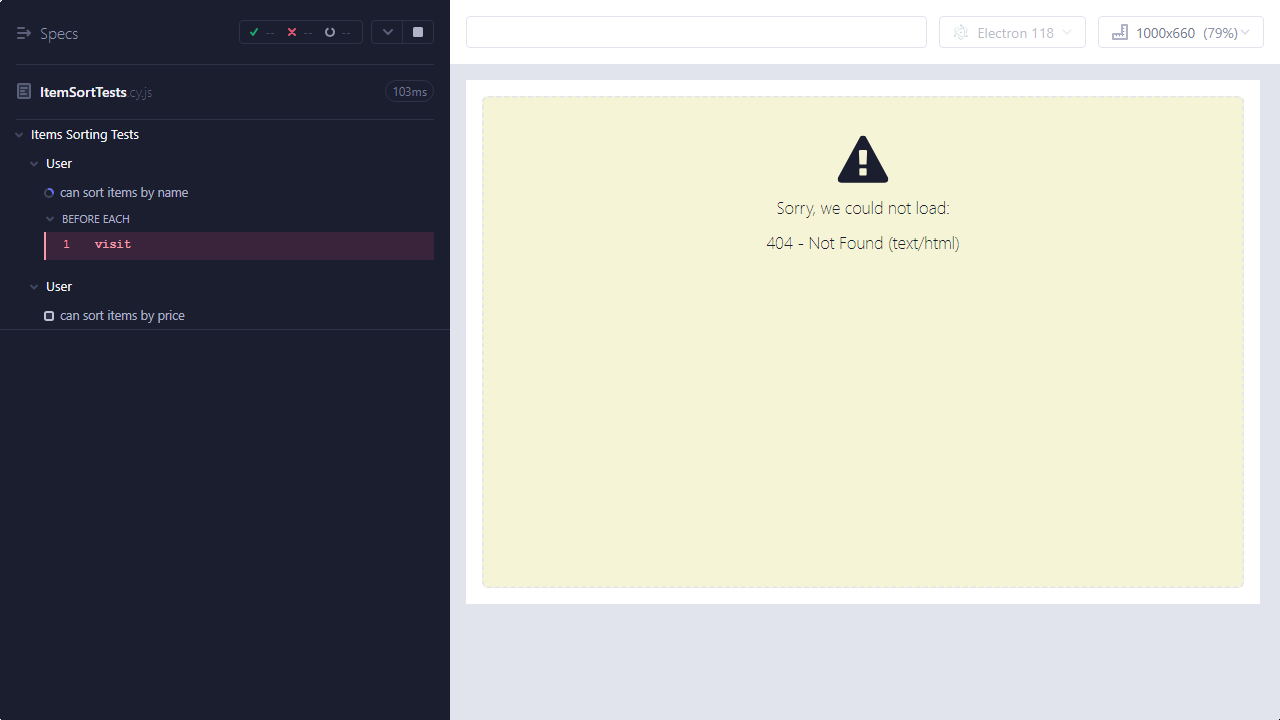 Specs
-- -- --
Electron 118
1000x660 (79%)
ItemSortTests.cy.js
103ms
Items Sorting Tests
User
can sort items by name
BEFORE EACH
1 visit
User
can sort items by price
Sorry, we could not load:
404 - Not Found (text/html)